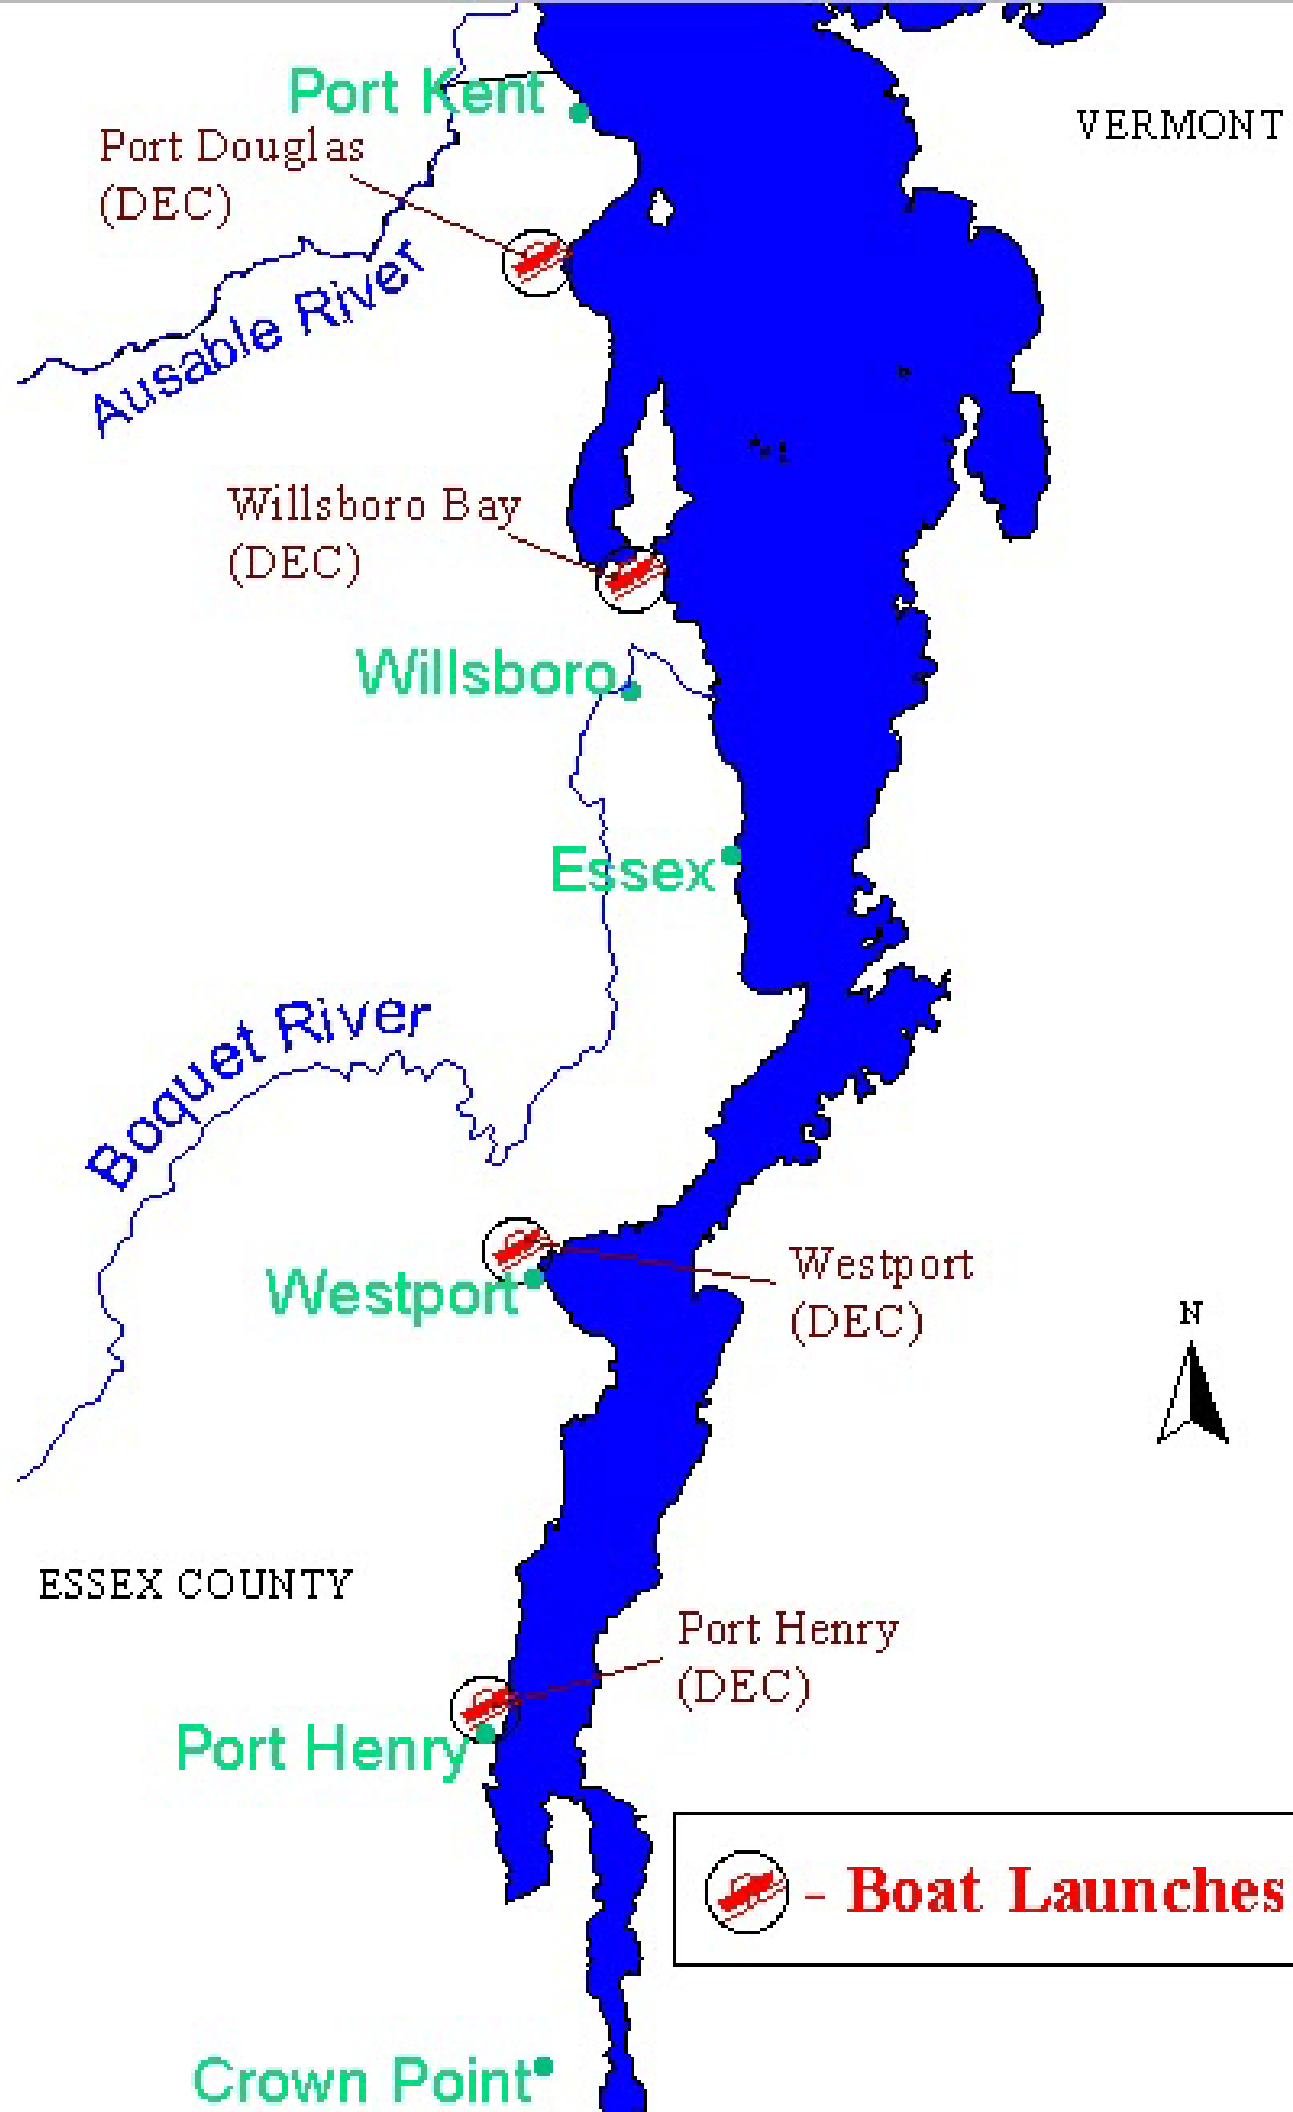 Port Kent
VERMONT
Port Douglas
(DEC)
Ausable River
Willsboro Bay
(DEC)
Willsboro
Essex
Boquet River
Westport
(DEC)
Westport
N
ESSEX COUNTY
Port Henry
(DEC)
Port Henry
- Boat Launches
Crown Point